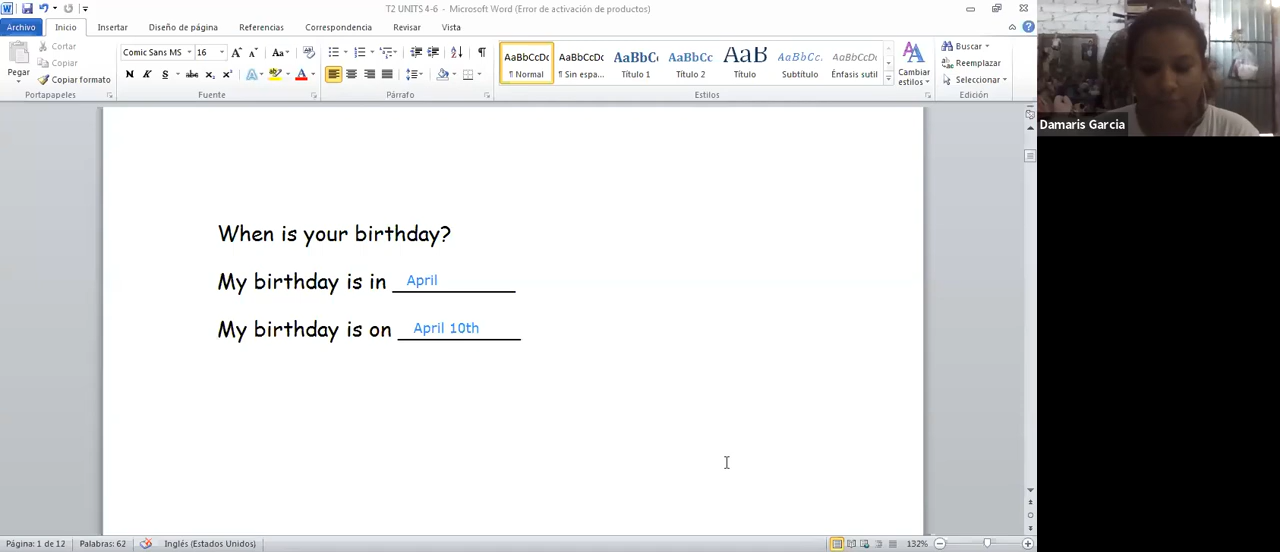 T2 UNITS 4-6 - Microsoft Word (Error de activación de productos)
Archivo Inicio Insertar Diseño de página Referencias Correspondencia Revisar Vista
Pegar
Cortar
Copiar
Copiar formato
Portapapeles
Comic Sans MS 16
Fuente
Párrafo
AaBbCcDc AaBbCcDc AaBbC AaBbCc AaB AaBbCc. AaBbCcDc
¶ Normal ¶ Sin espa... Título 1 Título 2 Título Subtítulo Énfasis sutil
Cambiar estilos
Estilos
Buscar
Reemplazar
Seleccionar
Edición
Damaris Garcia
When is your birthday?
My birthday is in April
My birthday is on April 10th
Página: 1 de 12 Palabras: 62 Inglés (Estados Unidos) 132%